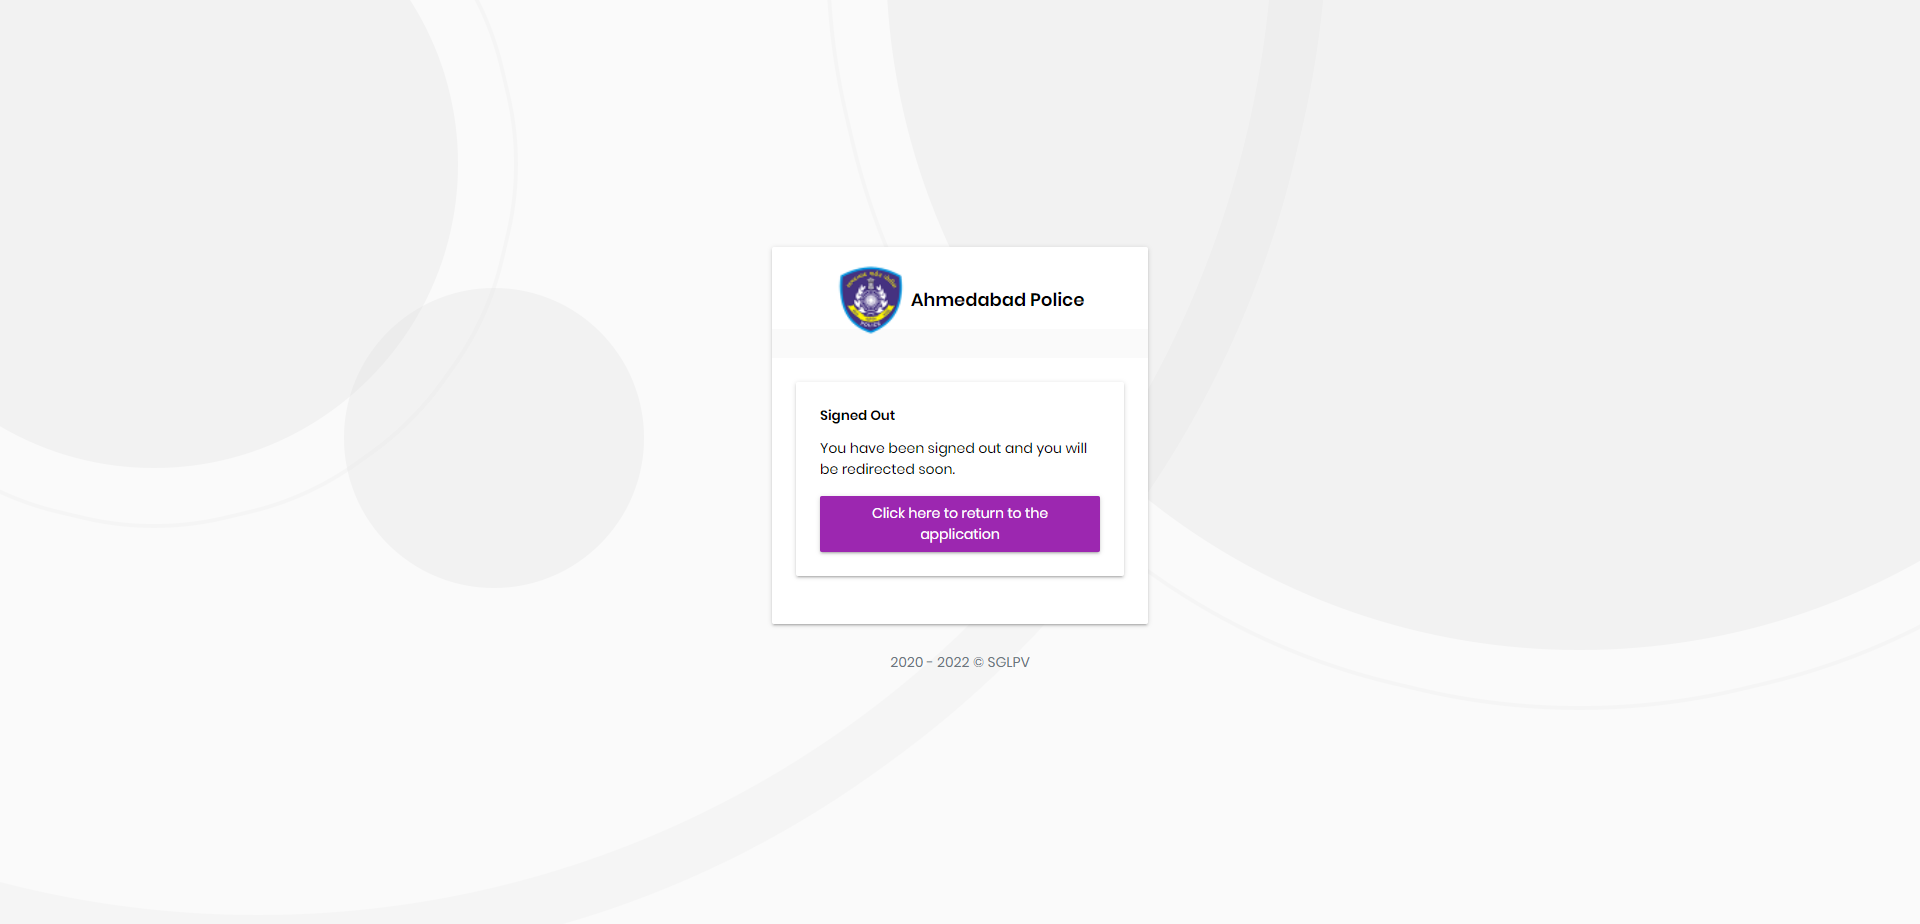 POLICE
Ahmedabad Police
Signed Out
You have been signed out and you will
be redirected soon.
Click here to return to the
application
2020 - 2022 © SGLPV